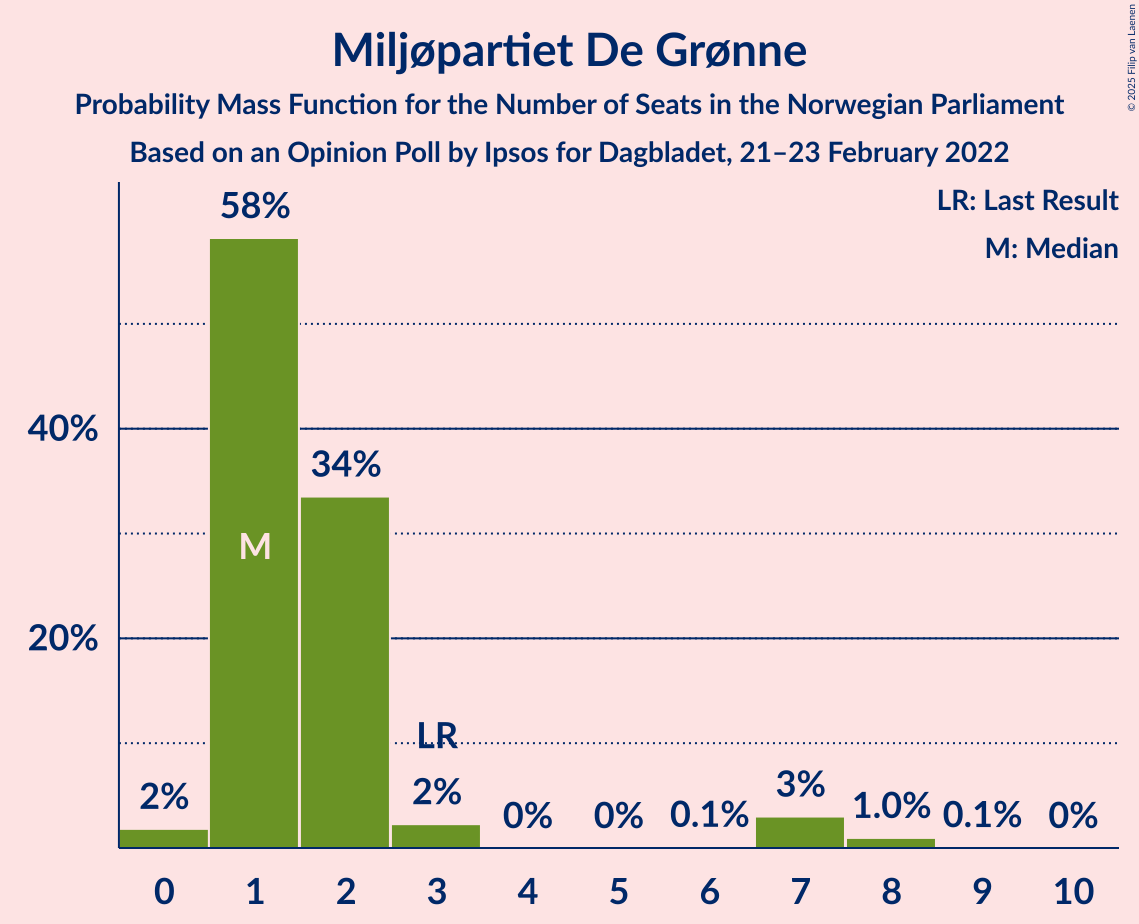 Miljøpartiet De Grønne
Probability Mass Function for the Number of Seats in the Norwegian Parliament
Based on an Opinion Poll by Ipsos for Dagbladet, 21–23 February 2022
© 2025 Filip van Laenen
LR: Last Result
M: Median
58%
40%
34%
M
20%
LR
2%
2%
0%
0%
0.1%
3%
1.0%
0.1%
0%
0 1 2 3 4 5 6 7 8 9 10